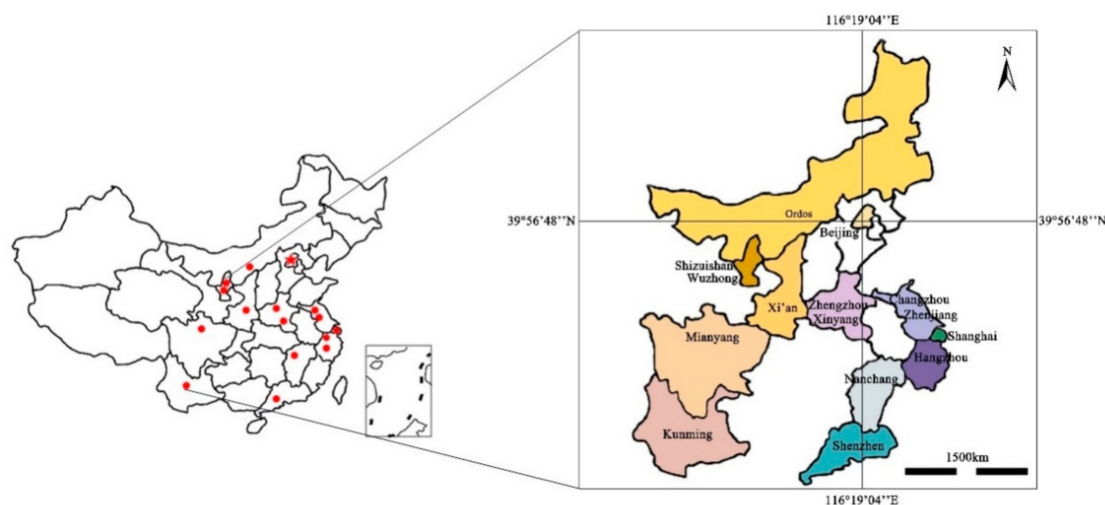 116°19'04''E
N
Ordos
39°56'48''N
39°56'48''N
Beijing
Shizuishan
Wuzhong
Xi'an
Zhengzhou
Xinyang
Changzhou
Zhenjiang
Shanghai
Hangzhou
Mianyang
Nanchang
Kunming
Shenzhen
1500km
116°19'04''E